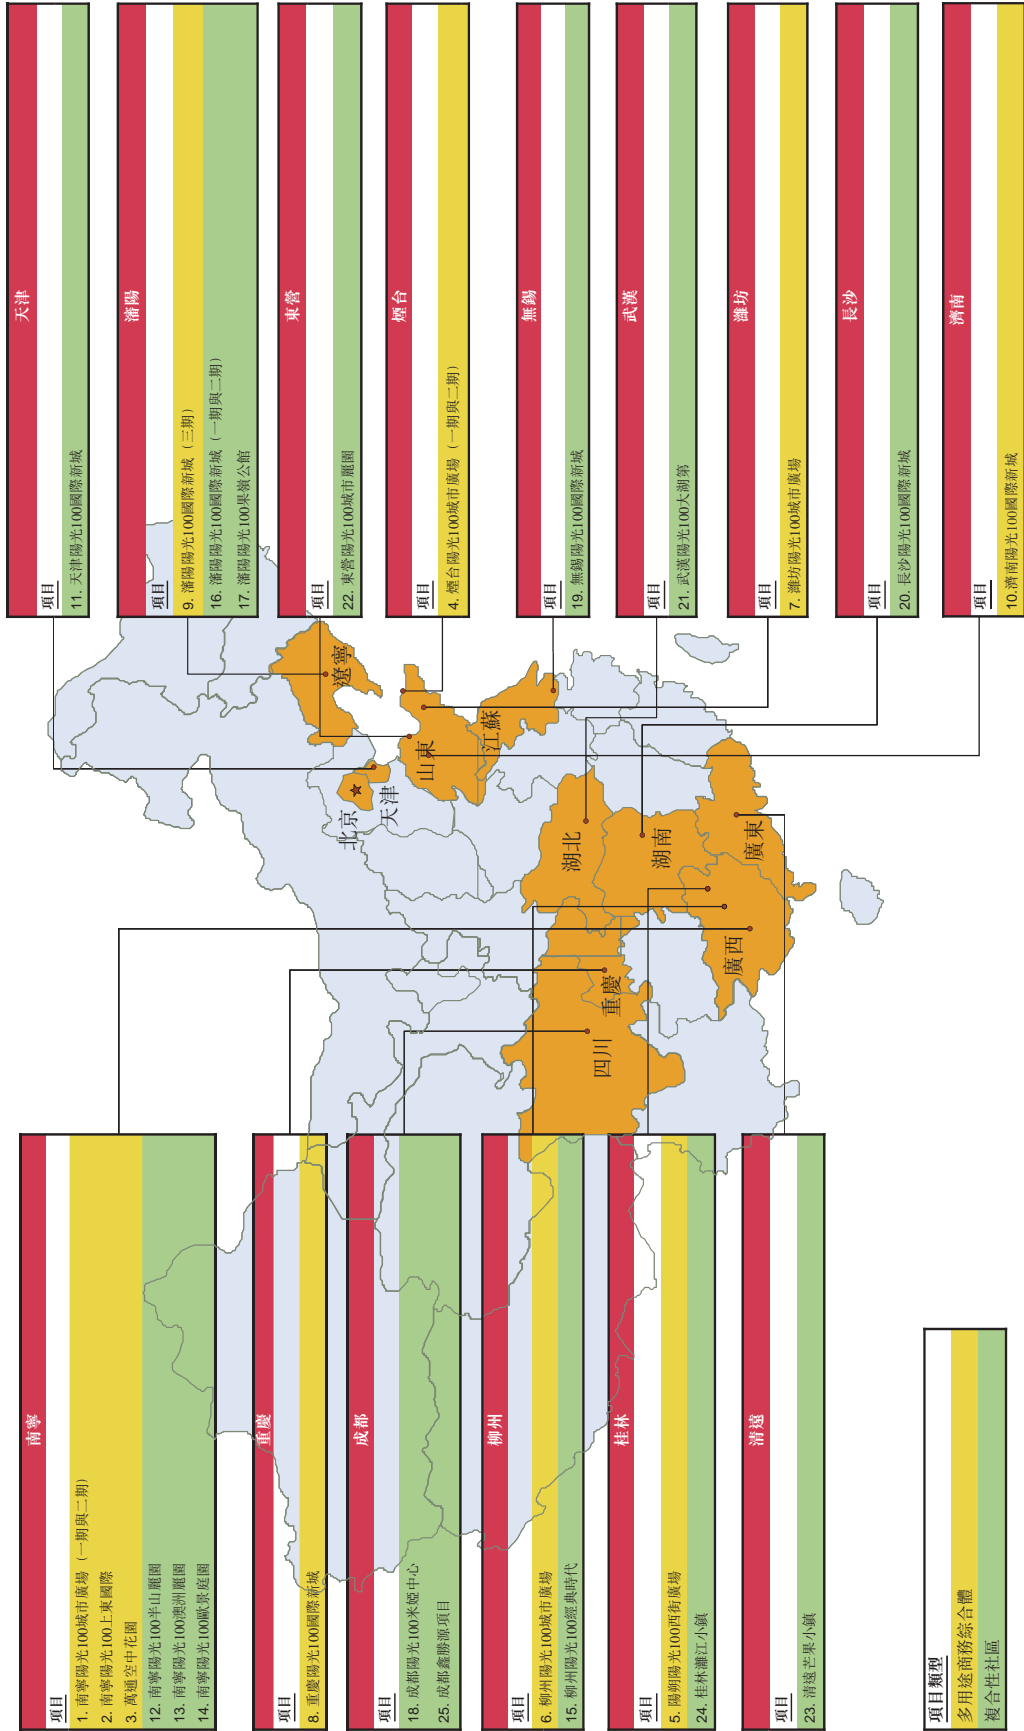 南寧
項目
1. 南寧陽光100城市廣場（一期與二期）
2. 南寧陽光100上東國際
3. 萬通空中花園
12. 南寧陽光100半山麗園
13. 南寧陽光100澳洲麗園
14. 南寧陽光100歐景庭園
重慶
項目
8. 重慶陽光100國際新城
成都
項目
18. 成都陽光100米婭中心
25. 成都鑫勝源項目
柳州
項目
6. 柳州陽光100城市廣場
15. 柳州陽光100經典時代
桂林
項目
5. 陽朔陽光100西街廣場
24. 桂林灕江小鎮
清遠
項目
23. 清遠芒果小鎮
項目類型
多用途商務綜合體
複合性社區
遼寧
北京
天津
山東
江蘇
湖北
湖南
重慶
四川
廣東
廣西
天津
項目
11. 天津陽光100國際新城
瀋陽
項目
9. 瀋陽陽光100國際新城（三期）
16. 瀋陽陽光100國際新城（一期與二期）
17. 瀋陽陽光100果嶺公館
東營
項目
22. 東營陽光100城市麗園
煙台
項目
4. 煙台陽光100城市廣場（一期與二期）
無錫
項目
19. 無錫陽光100國際新城
武漢
項目
21. 武漢陽光100大湖第
濰坊
項目
7. 濰坊陽光100城市廣場
長沙
項目
20. 長沙陽光100國際新城
濟南
項目
10.濟南陽光100國際新城